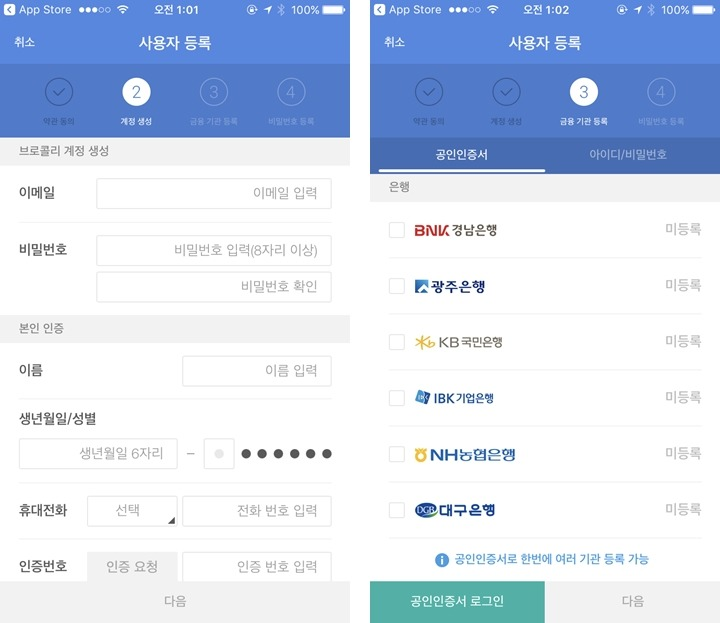 App Store
오전 1:01
100%
취소
사용자 등록
2
3
4
약관 동의
계정 생성
금융 기관 등록
비밀번호 등록
브로콜리 계정 생성
이메일
이메일 입력
비밀번호
비밀번호 입력(8자리 이상)
비밀번호 확인
본인 인증
이름
이름 입력
생년월일/성별
생년월일 6자리
–
휴대전화
선택
전화 번호 입력
인증번호
인증 요청
인증 번호 입력
다음
App Store
오전 1:02
100%
취소
사용자 등록
3
4
약관 동의
계정 생성
금융 기관 등록
비밀번호 등록
공인인증서
아이디/비밀번호
은행
BNK 경남은행
미등록
광주은행
미등록
KB 국민은행
미등록
IBK 기업은행
미등록
NH농협은행
미등록
DGB 대구은행
미등록
공인인증서로 한번에 여러 기관 등록 가능
공인인증서 로그인
다음